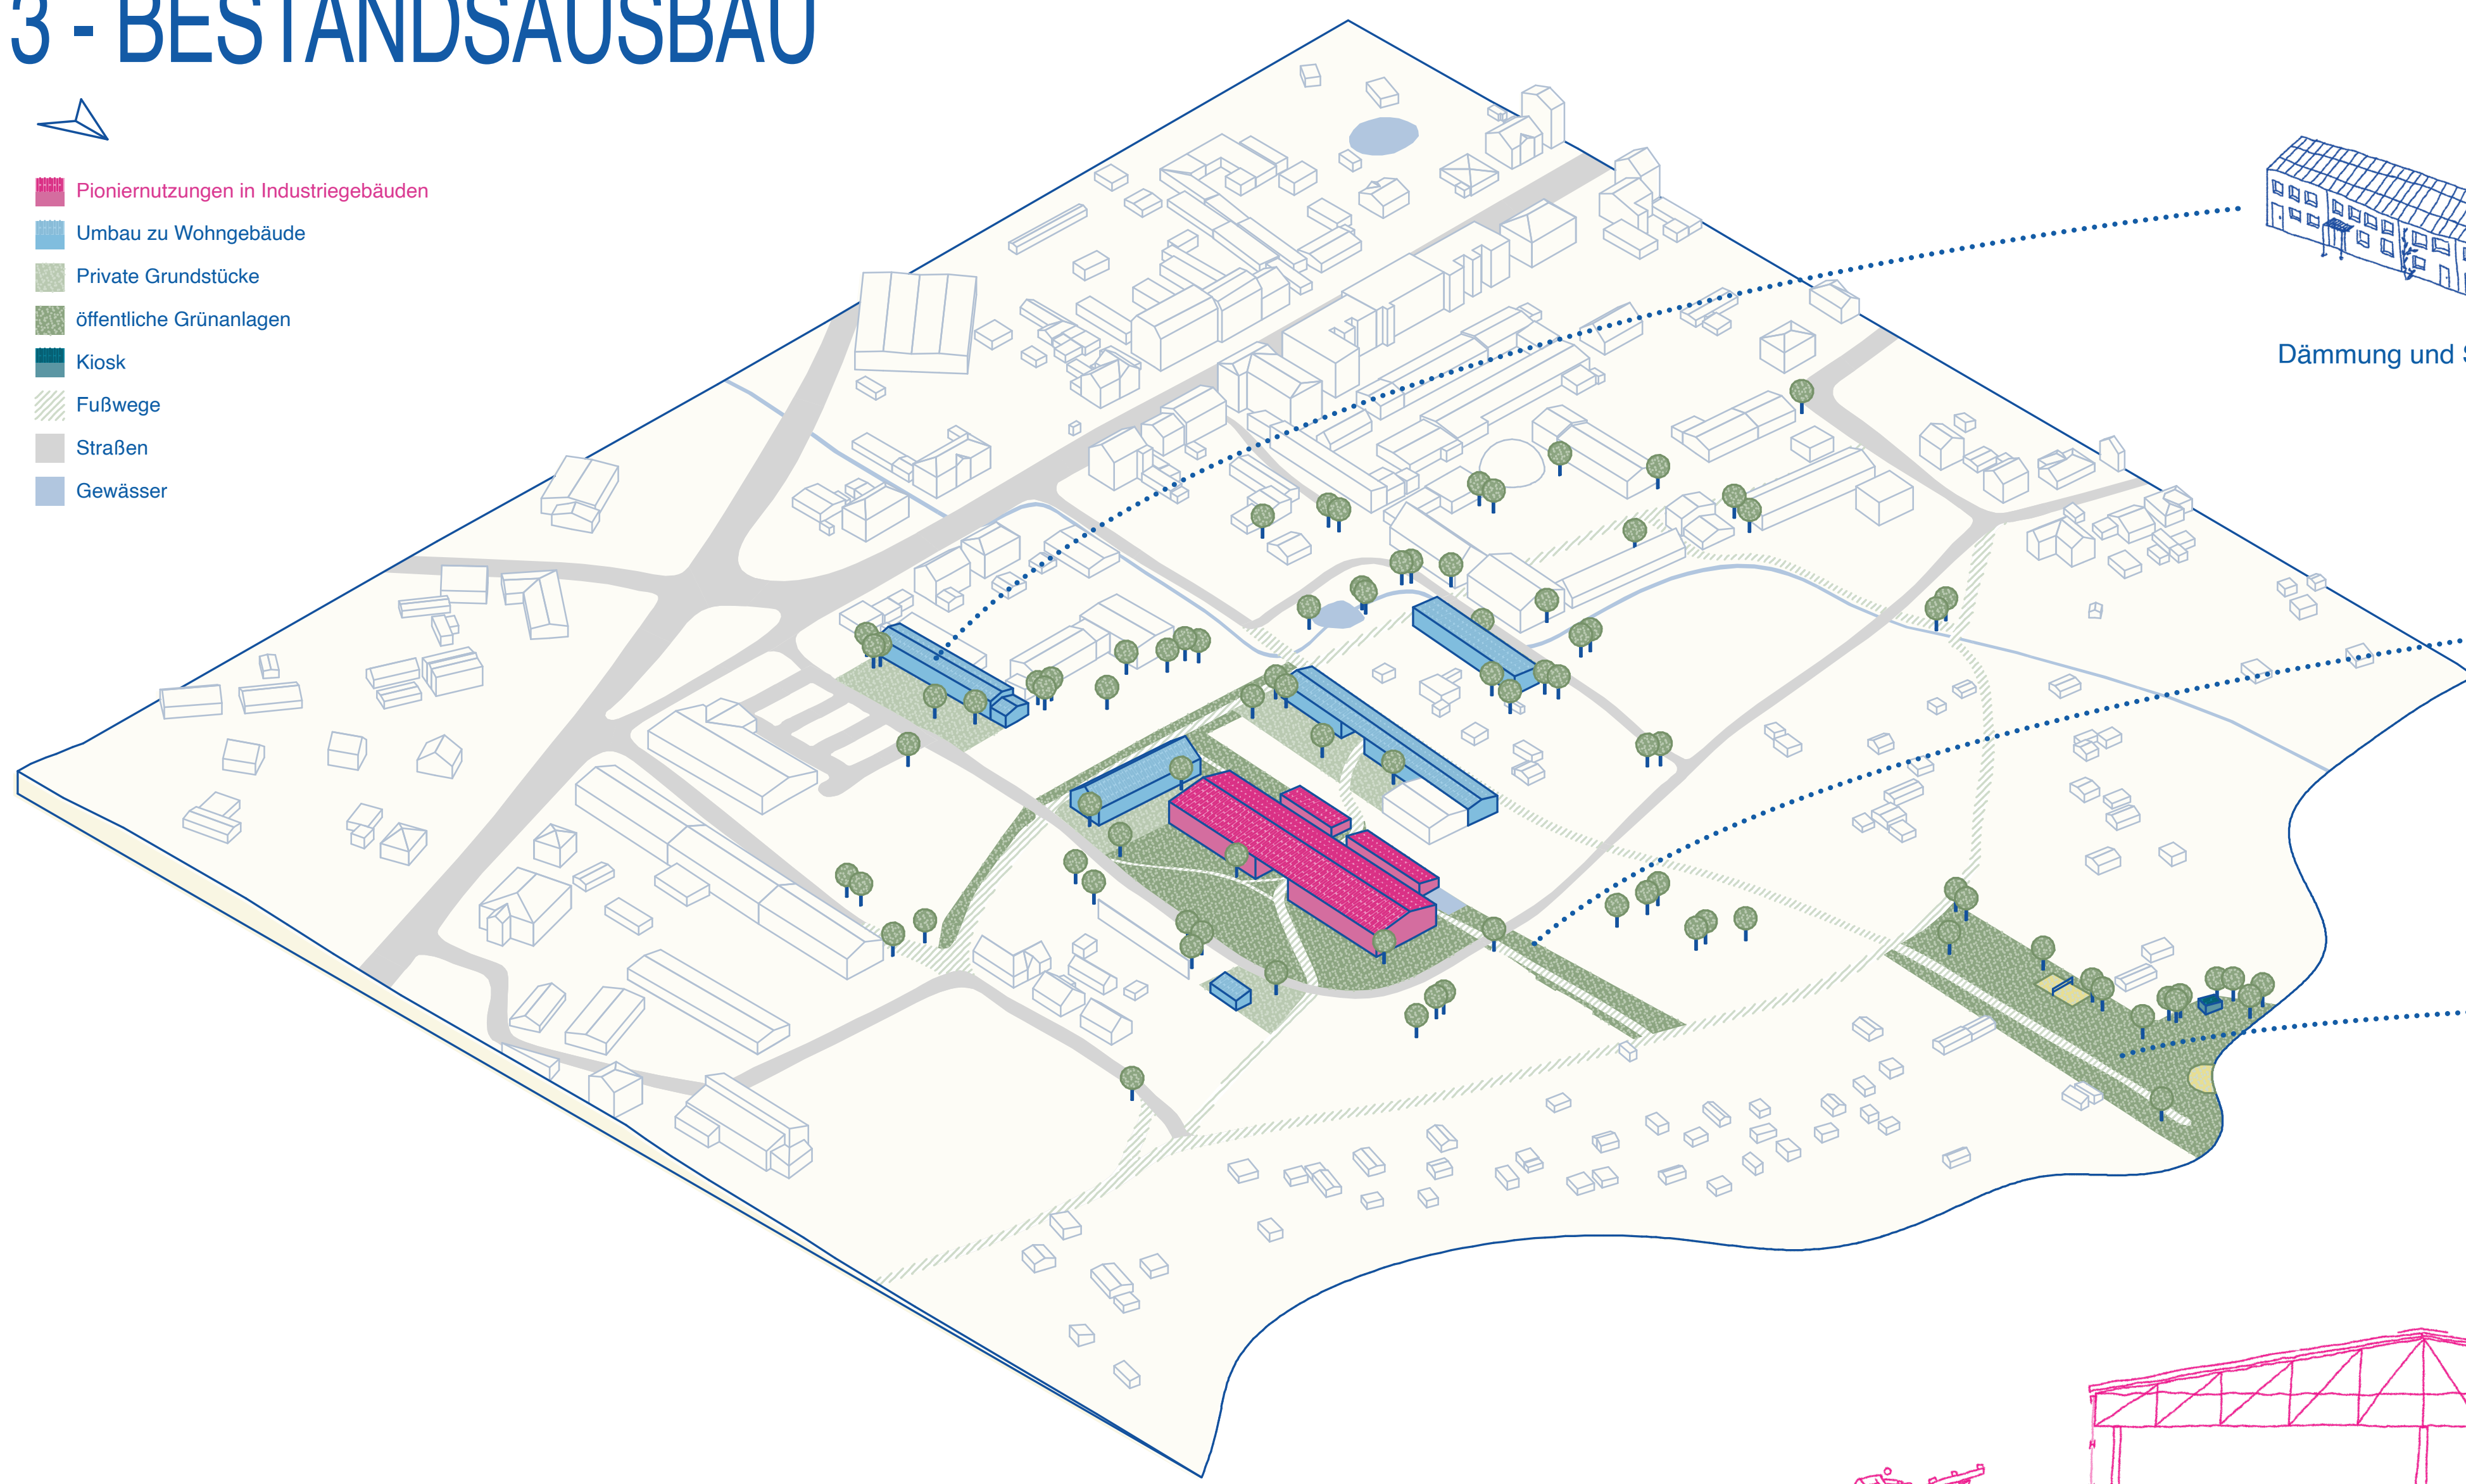 3 - BESTANDSAUSBAU
Pioniernutzungen in Industriegebäuden
Umbau zu Wohngebäude
Private Grundstücke
öffentliche Grünanlagen
Kiosk
Fußwege
Straßen
Gewässer
Dämmung und